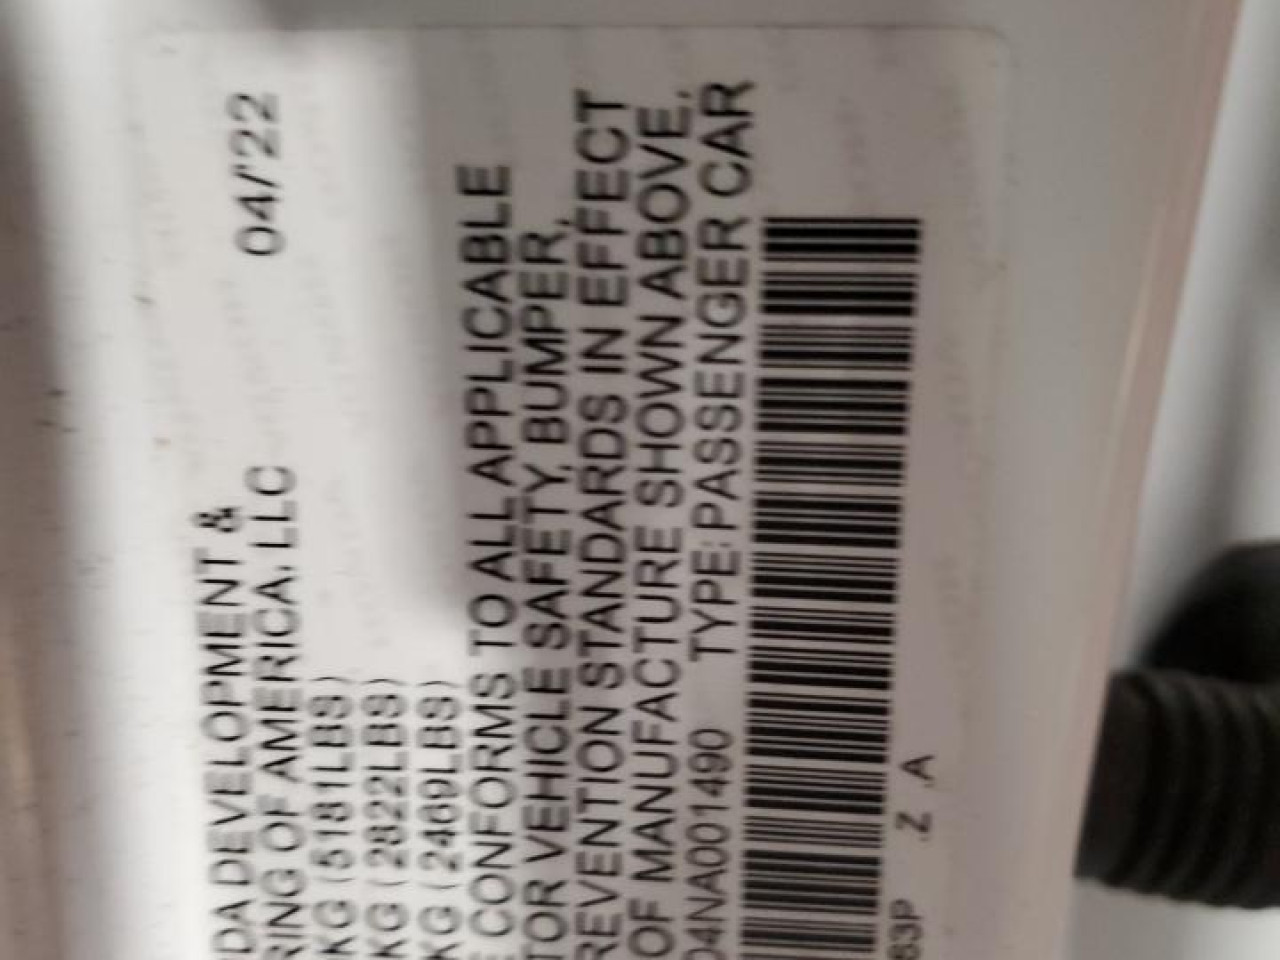 DA DEVELOPMENT &
RING OF AMERICA, LLC 04/'22
KG (5181LBS)
KG (2822LBS)
KG (2469LBS)
E CONFORMS TO ALL APPLICABLE
TOR VEHICLE SAFETY, BUMPER,
REVENTION STANDARDS IN EFFECT
OF MANUFACTURE SHOWN ABOVE.
04NA001490 TYPE: PASSENGER CAR
63P Z A